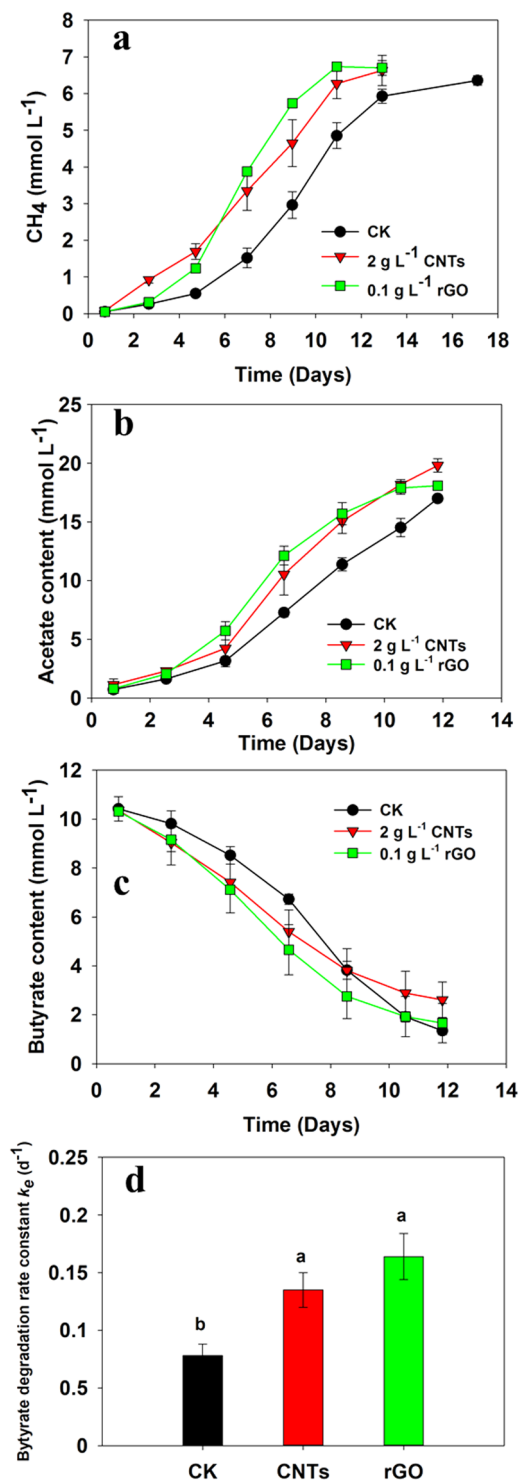 a
7
6
5
4
3
2
1
0
CH4 (mmol L-1)
CK
2 g L-1 CNTs
0.1 g L-1 rGO
0 2 4 6 8 10 12 14 16 18
Time (Days)
b
25
20
15
10
5
0
Acetate content (mmol L-1)
CK
2 g L-1 CNTs
0.1 g L-1 rGO
0 2 4 6 8 10 12 14
Time (Days)
c
12
10
8
6
4
2
0
Butyrate content (mmol L-1)
CK
2 g L-1 CNTs
0.1 g L-1 rGO
0 2 4 6 8 10 12 14
Time (Days)
d
0.25
0.2
0.15
0.1
0.5
0
Bytyrate degradation rate constant ke (d-1)
b
a
a
CK CNTs rGO